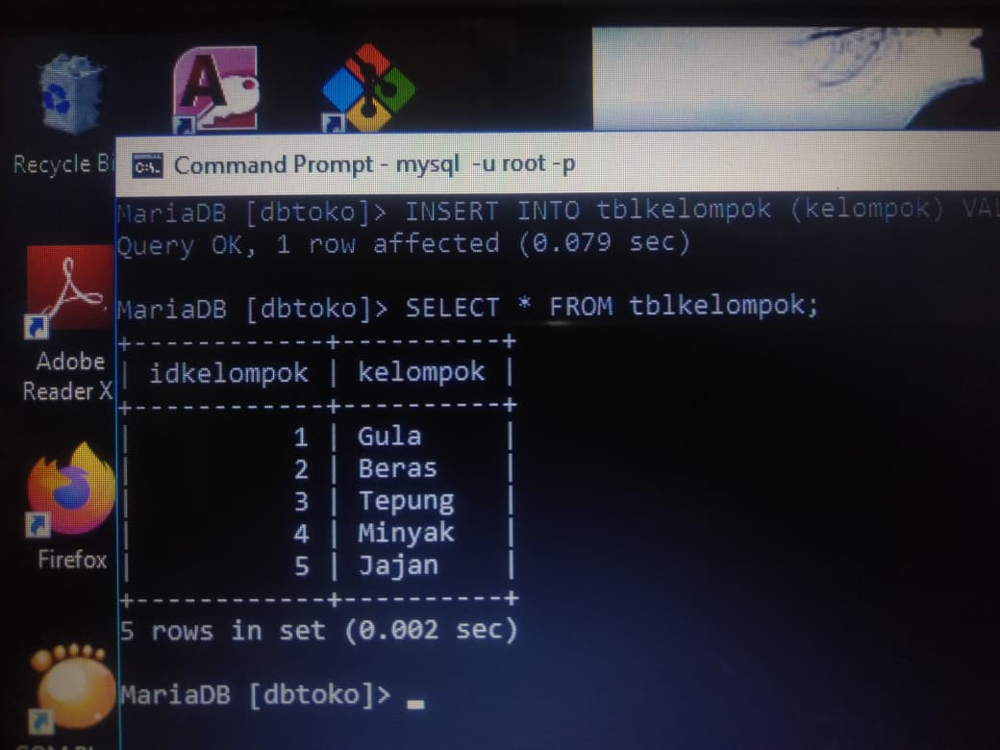 Recycle Bi
Command Prompt - mysql -u root -p
MariaDB [dbtoko]> INSERT INTO tblkelompok (kelompok) VAL
Query OK, 1 row affected (0.079 sec)
MariaDB [dbtoko]> SELECT * FROM tblkelompok;
+------------+----------+
| idkelompok | kelompok |
+------------+----------+
| 1 | Gula |
| 2 | Beras |
| 3 | Tepung |
| 4 | Minyak |
| 5 | Jajan |
+------------+----------+
5 rows in set (0.002 sec)
MariaDB [dbtoko]>
Adobe
Reader X
Firefox